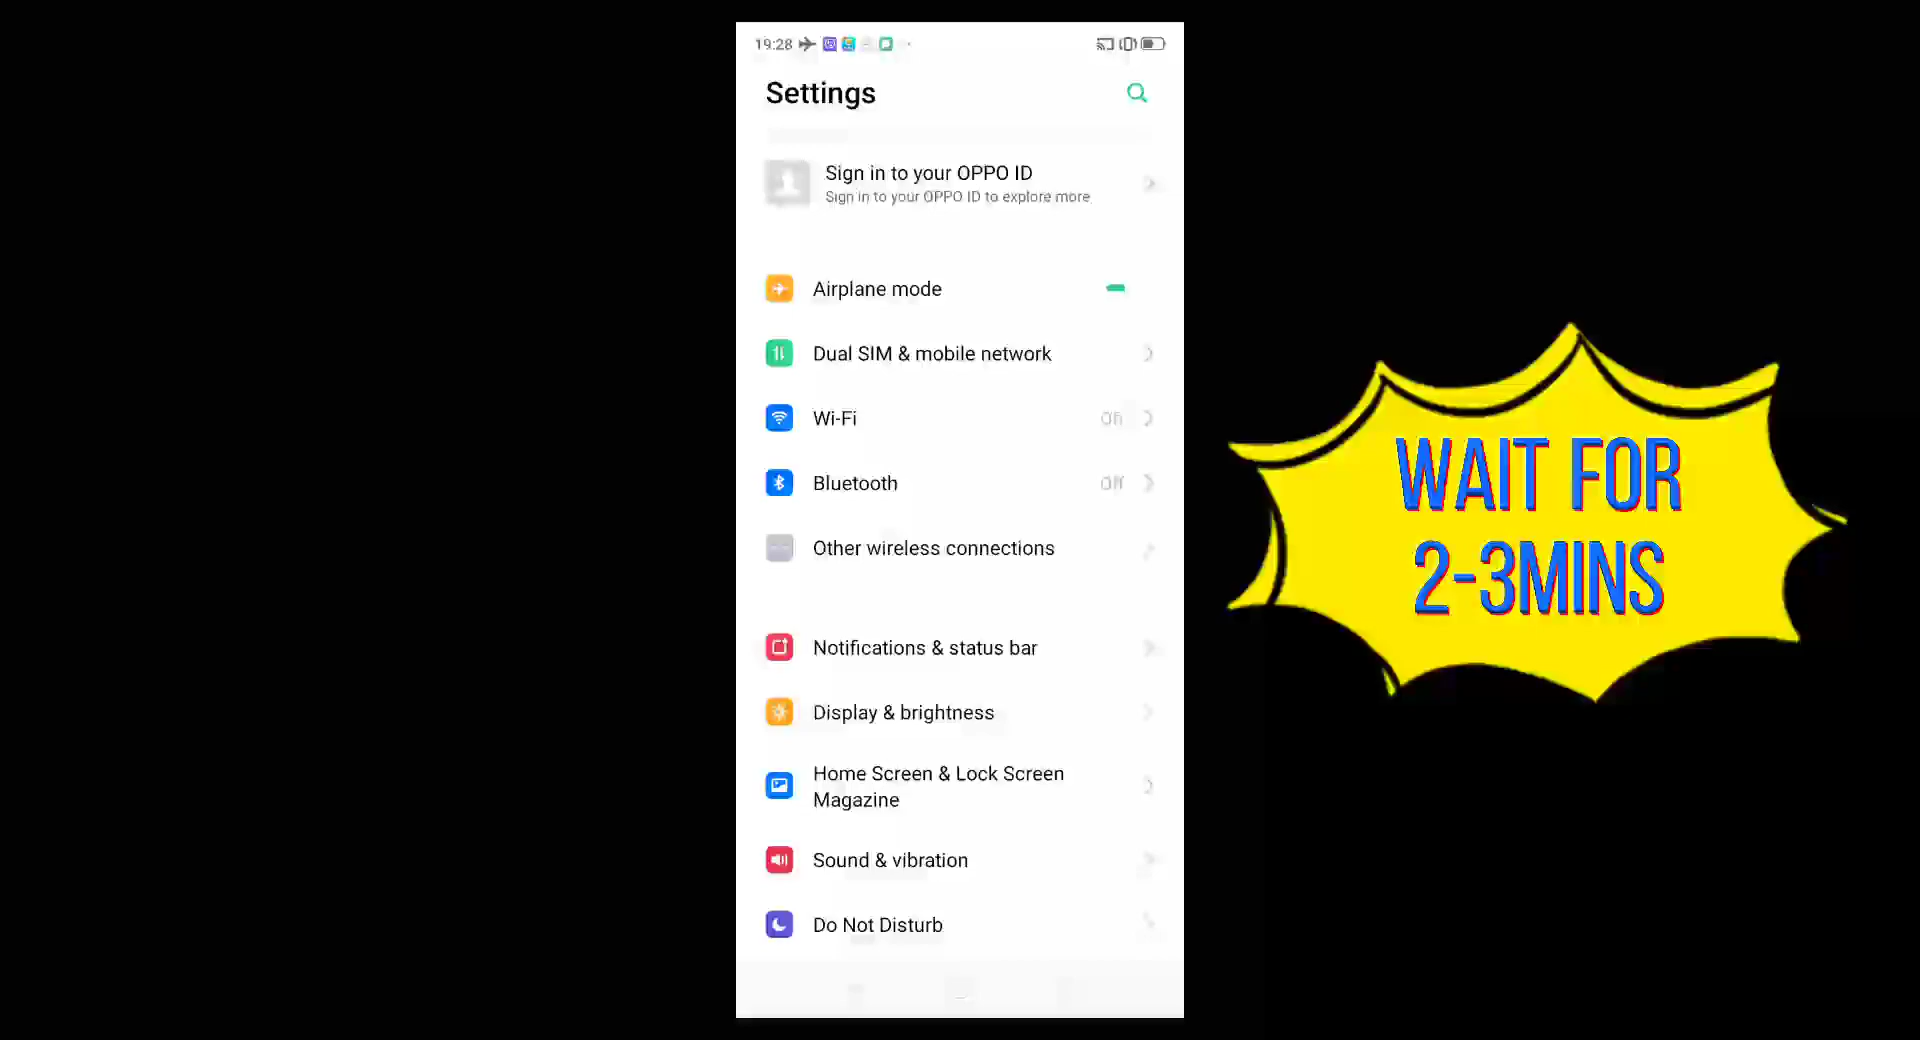 19:28
Settings
Sign in to your OPPO ID
Sign in to your OPPO ID to explore more
Airplane mode
Dual SIM & mobile network
Wi-Fi
Bluetooth
Off
Other wireless connections
Notifications & status bar
Display & brightness
Home Screen & Lock Screen
Magazine
Sound & vibration
Do Not Disturb
WAIT FOR
2-3MINS